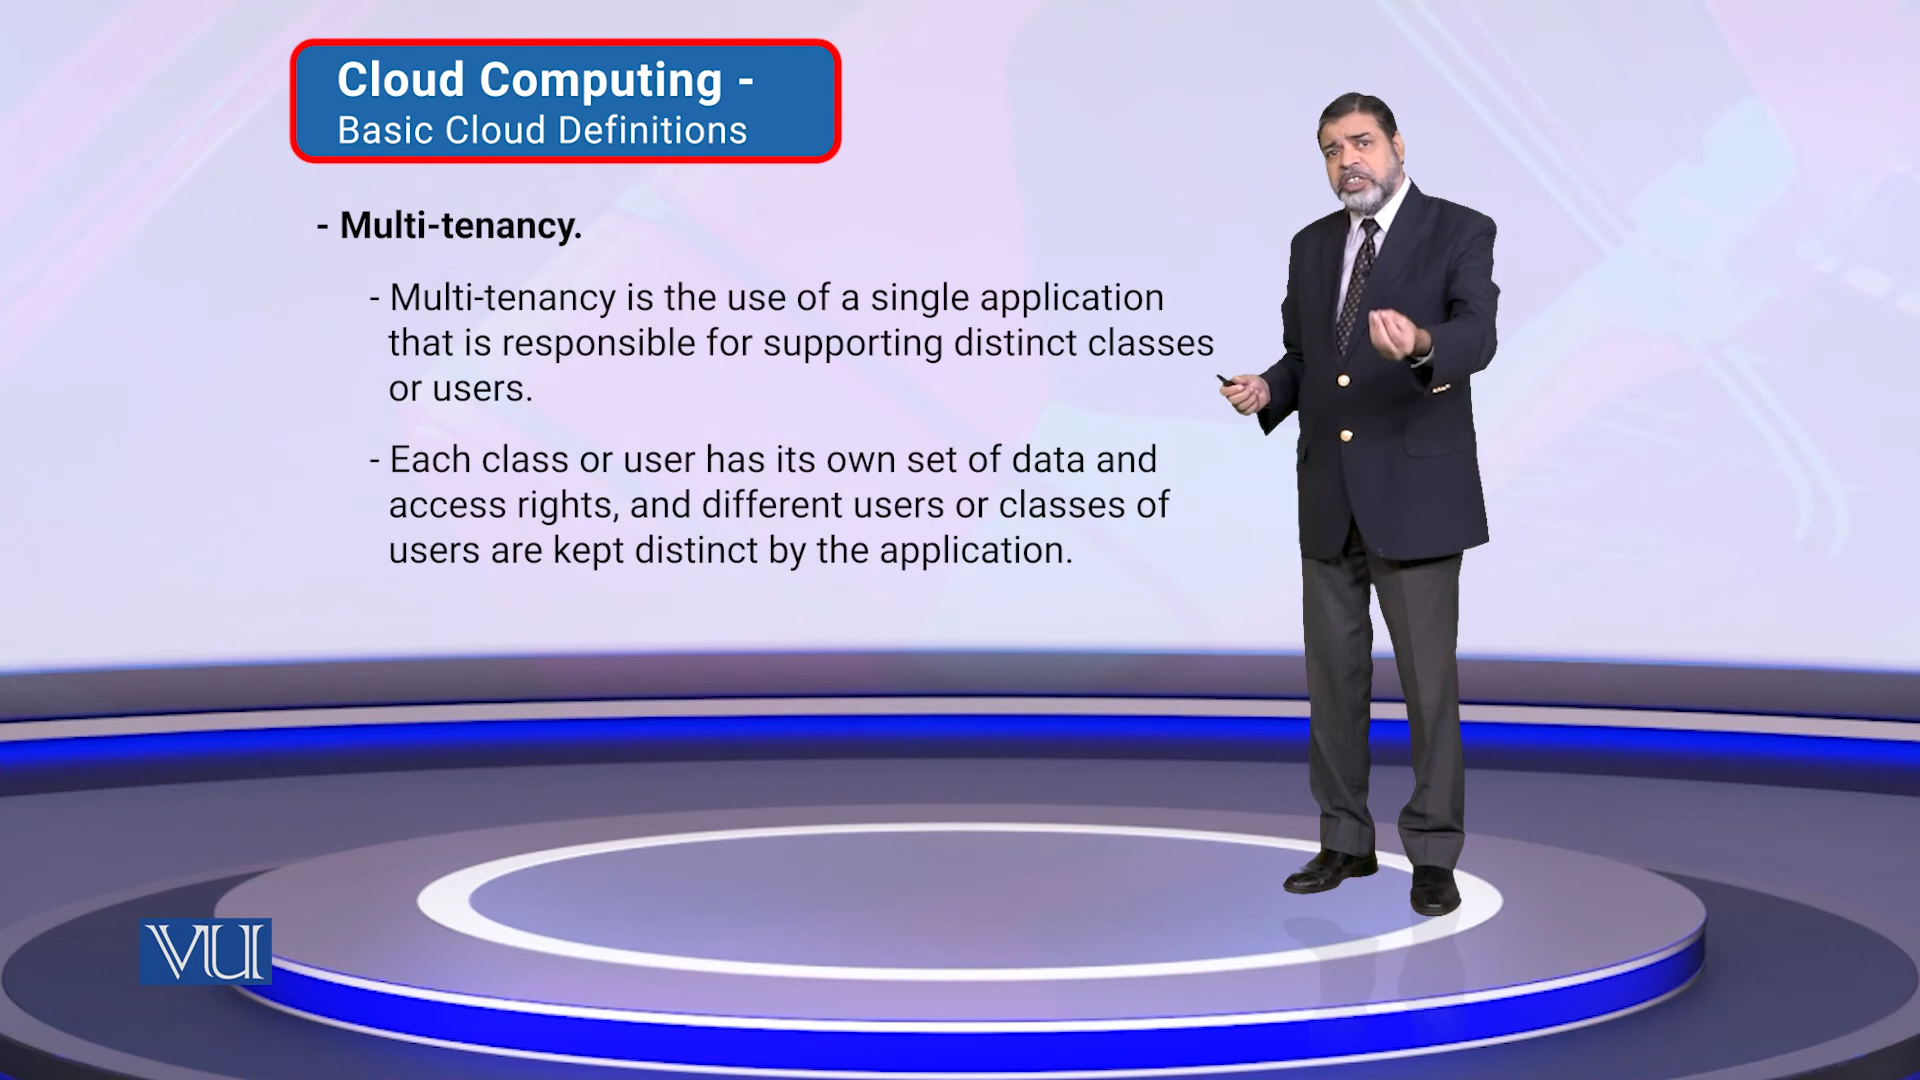 Cloud Computing -
Basic Cloud Definitions
- Multi-tenancy.
- Multi-tenancy is the use of a single application
that is responsible for supporting distinct classes
or users.
- Each class or user has its own set of data and
access rights, and different users or classes of
users are kept distinct by the application.
VU